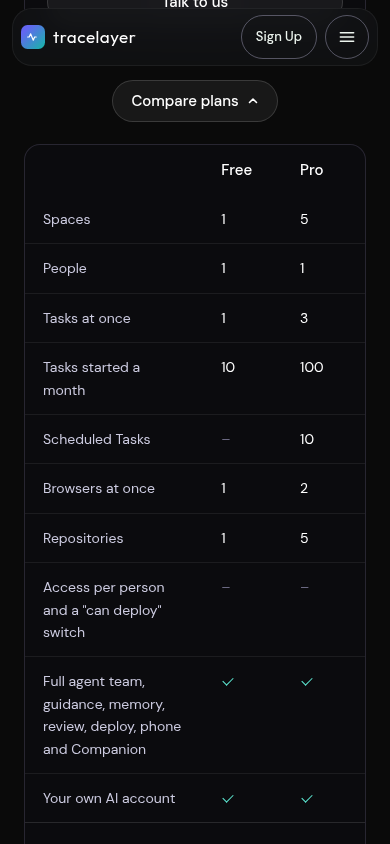 Talk to us
tracelayer
Sign Up
Compare plans
Free Pro
Spaces 1 5
People 1 1
Tasks at once 1 3
Tasks started a 10 100
month
Scheduled Tasks – 10
Browsers at once 1 2
Repositories 1 5
Access per person – –
and a "can deploy"
switch
Full agent team, ✓ ✓
guidance, memory,
review, deploy, phone
and Companion
Your own AI account ✓ ✓